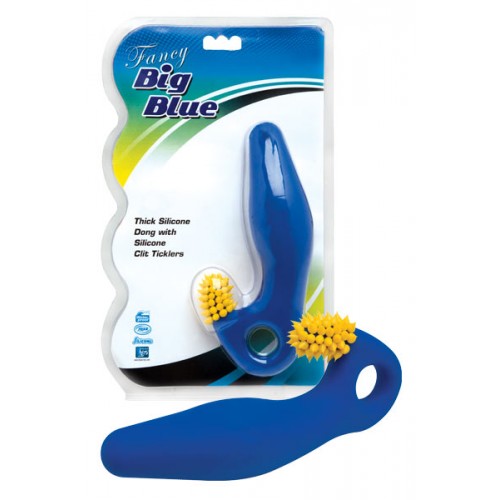 Fancy
Big
Blue
Thick Silicone
Dong with
Silicone
Clit Ticklers